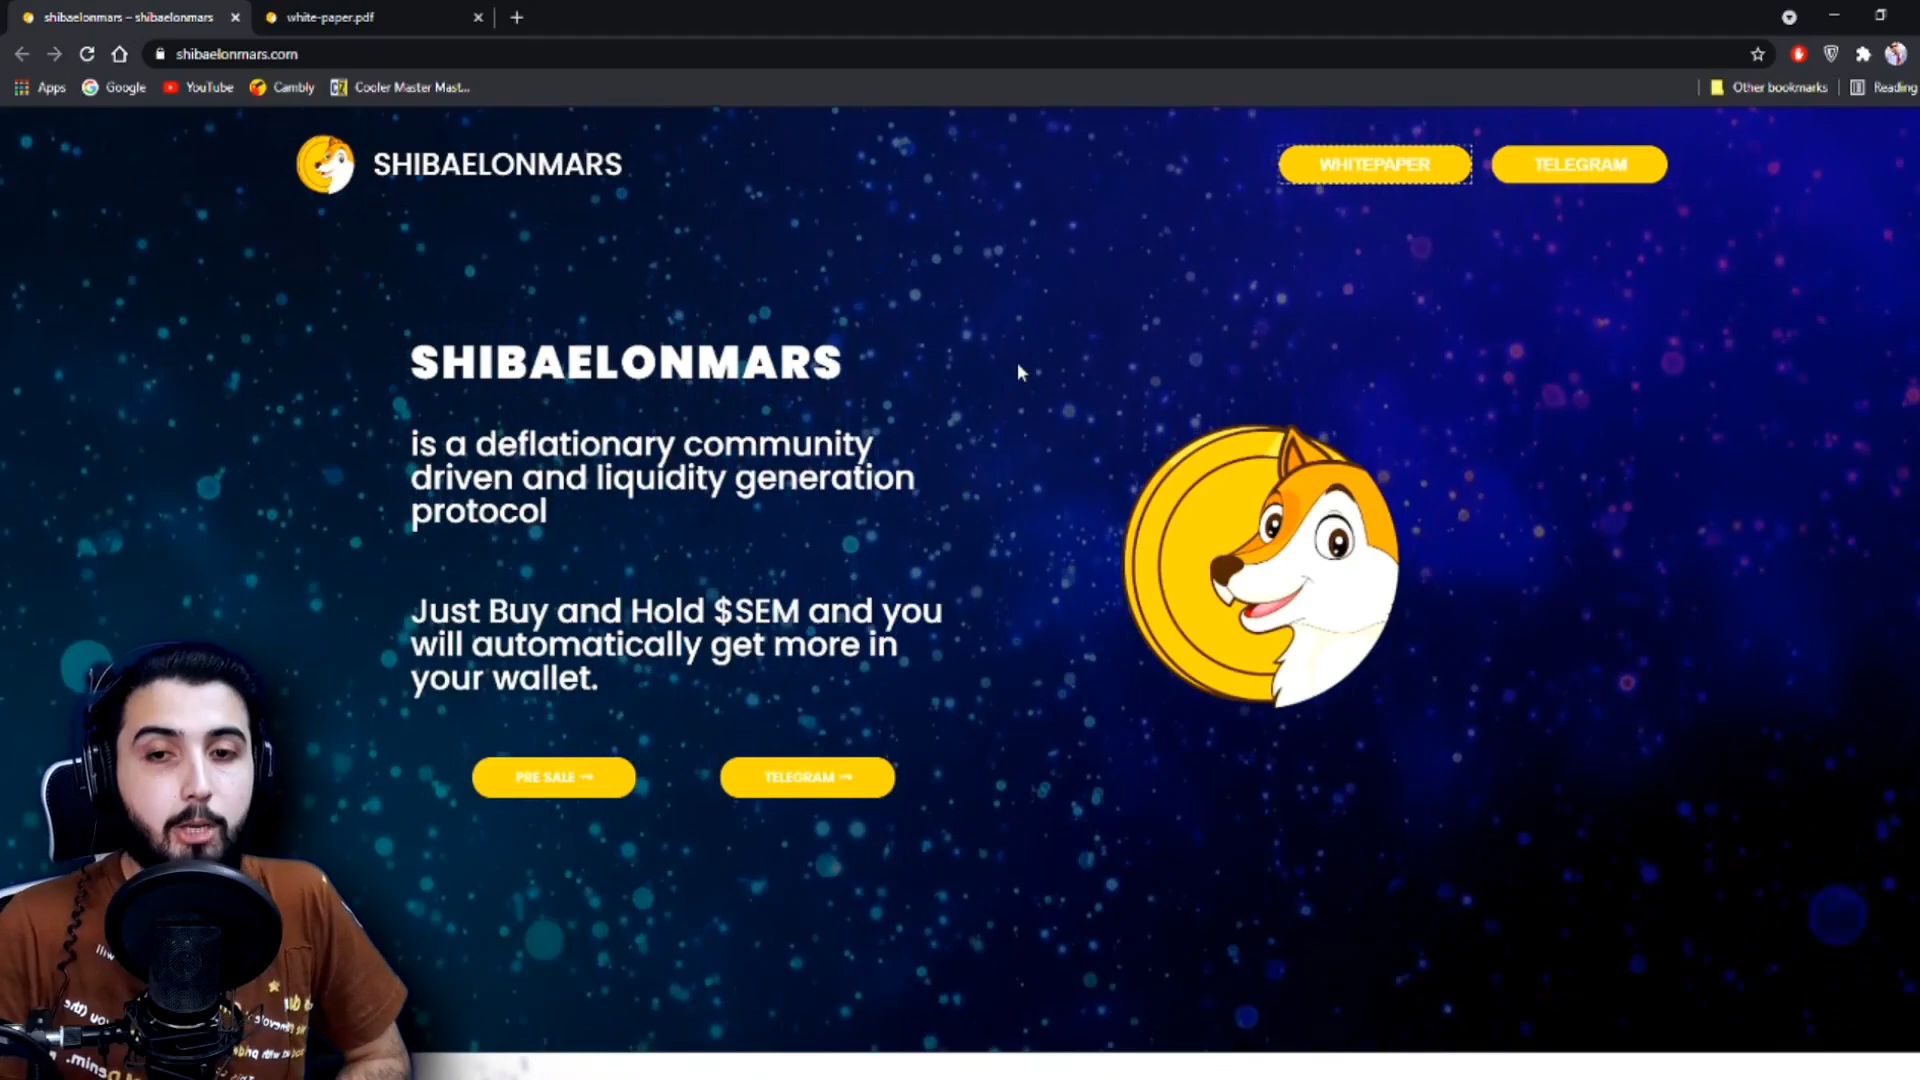 shibaelonmars – shibaelonmars
white-paper.pdf
shibaelonmars.com
Apps
Google
YouTube
Cambly
Cooler Master Mast...
Other bookmarks
Reading
SHIBAELONMARS
WHITEPAPER
TELEGRAM
SHIBAELONMARS
is a deflationary community
driven and liquidity generation
protocol
Just Buy and Hold $SEM and you
will automatically get more in
your wallet.
PRE SALE ➞
TELEGRAM ➞